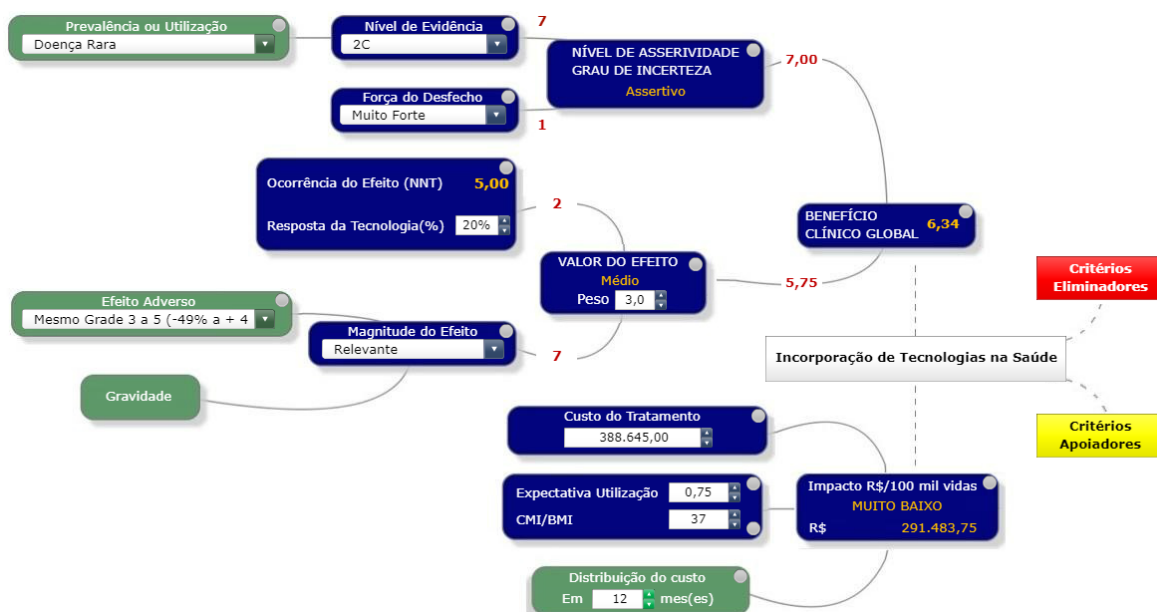 Prevalência ou Utilização
Doença Rara
Nível de Evidência
2C
7
NÍVEL DE ASSERIVIDADE
GRAU DE INCERTEZA
Assertivo
7,00
Força do Desfecho
Muito Forte
1
Ocorrência do Efeito (NNT) 5,00
Resposta da Tecnologia(%) 20%
2
BENEFÍCIO
CLÍNICO GLOBAL 6,34
VALOR DO EFEITO
Médio
Peso 3,0
5,75
Critérios
Eliminadores
Efeito Adverso
Mesmo Grade 3 a 5 (-49% a + 4
Magnitude do Efeito
Relevante
7
Incorporação de Tecnologias na Saúde
Gravidade
Critérios
Apoiadores
Custo do Tratamento
388.645,00
Expectativa Utilização 0,75
CMI/BMI 37
Impacto R$/100 mil vidas
MUITO BAIXO
R$ 291.483,75
Distribuição do custo
Em 12 mes(es)